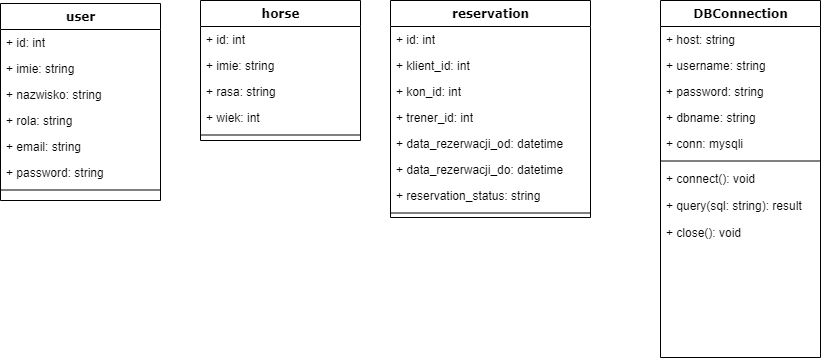 user
+ id: int
+ imie: string
+ nazwisko: string
+ rola: string
+ email: string
+ password: string
horse
+ id: int
+ imie: string
+ rasa: string
+ wiek: int
reservation
+ id: int
+ klient_id: int
+ kon_id: int
+ trener_id: int
+ data_rezerwacji_od: datetime
+ data_rezerwacji_do: datetime
+ reservation_status: string
DBConnection
+ host: string
+ username: string
+ password: string
+ dbname: string
+ conn: mysqli
+ connect(): void
+ query(sql: string): result
+ close(): void